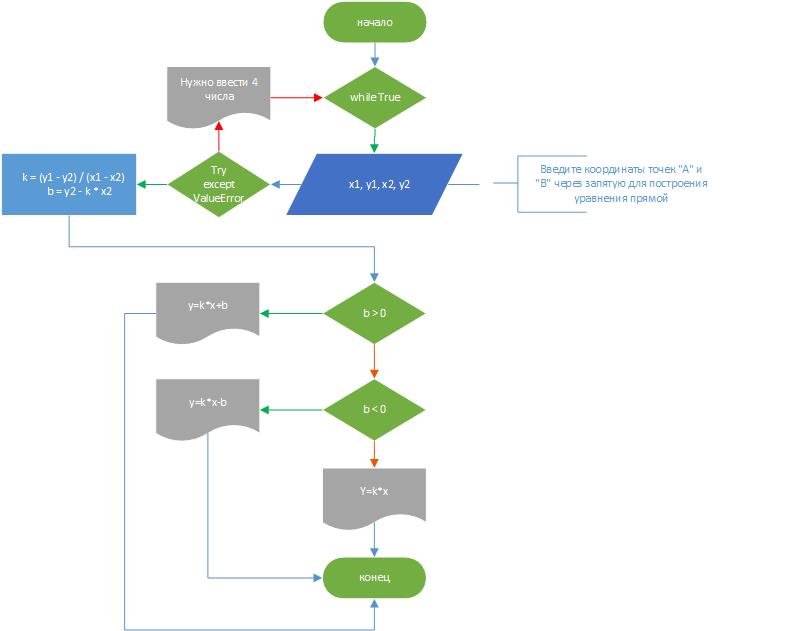 начало
Нужно ввести 4
числа
while True
k = (y1 - y2) / (x1 - x2)
b = y2 - k * x2
Try
except
ValueError
x1, y1, x2, y2
Введите координаты точек "A" и
"B" через запятую для построения
уравнения прямой
y=k*x+b
b > 0
y=k*x-b
b < 0
Y=k*x
конец